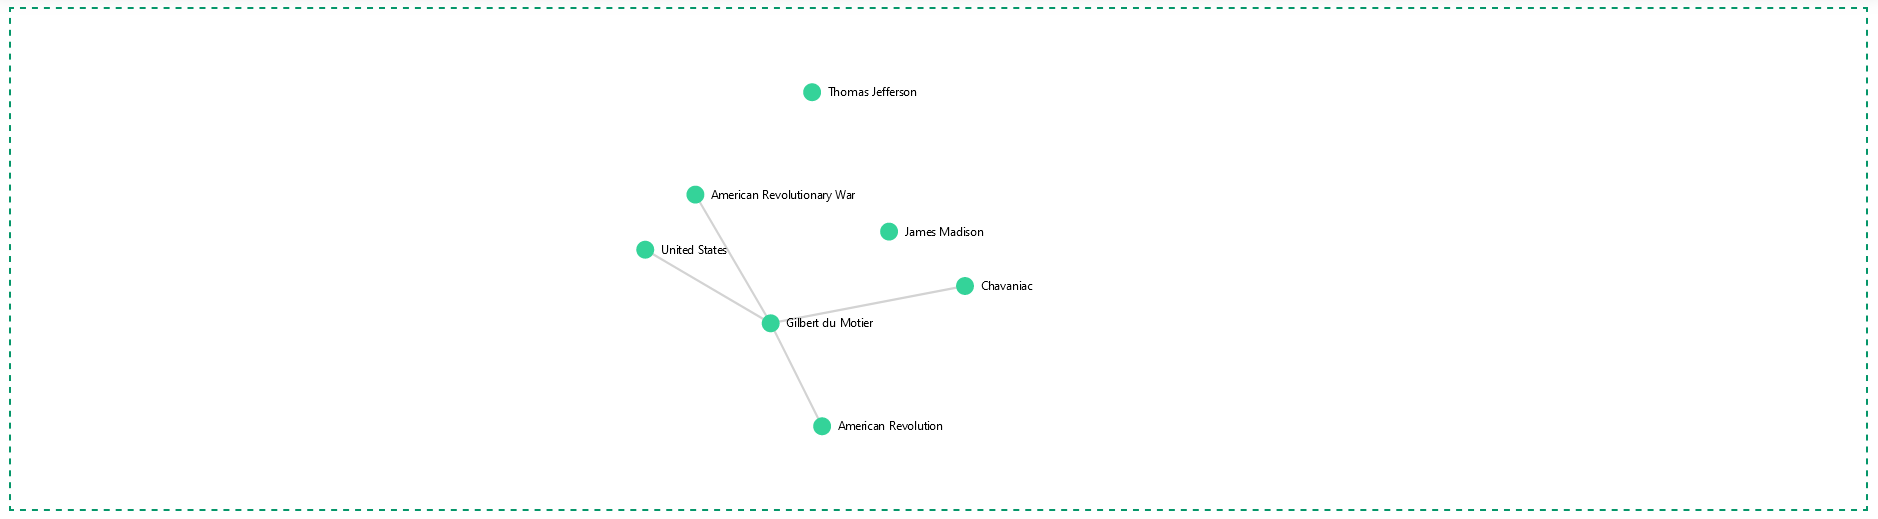 Thomas Jefferson
American Revolutionary War
James Madison
United States
Chavaniac
Gilbert du Motier
American Revolution